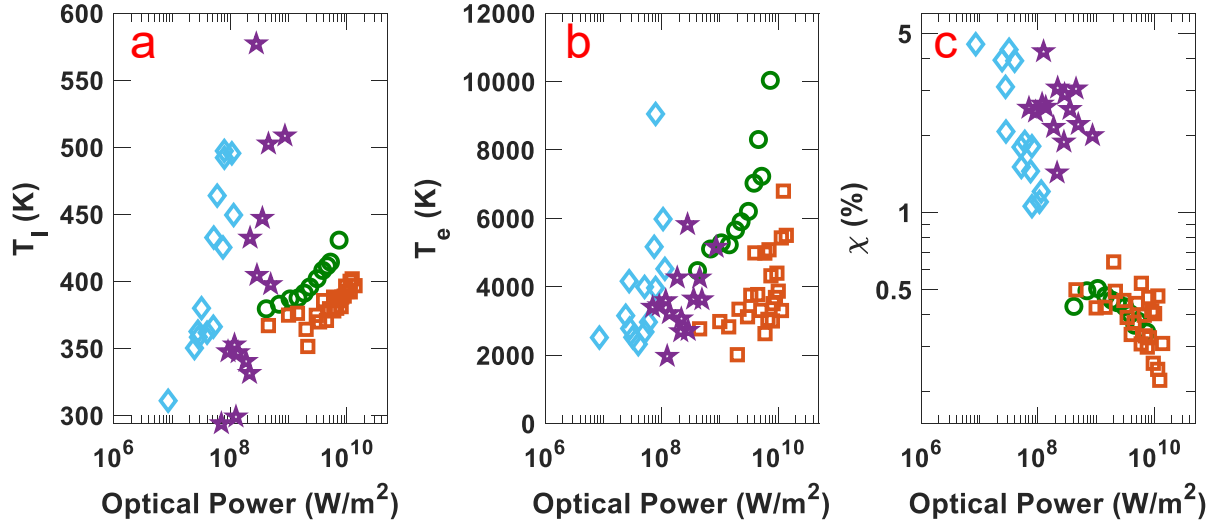 a
600
550
500
450
400
350
300
T_l (K)
10^6
10^8
10^10
Optical Power (W/m^2)
b
12000
10000
8000
6000
4000
2000
0
T_e (K)
10^6
10^8
10^10
Optical Power (W/m^2)
c
5
1
0.5
χ (%)
10^6
10^8
10^10
Optical Power (W/m^2)